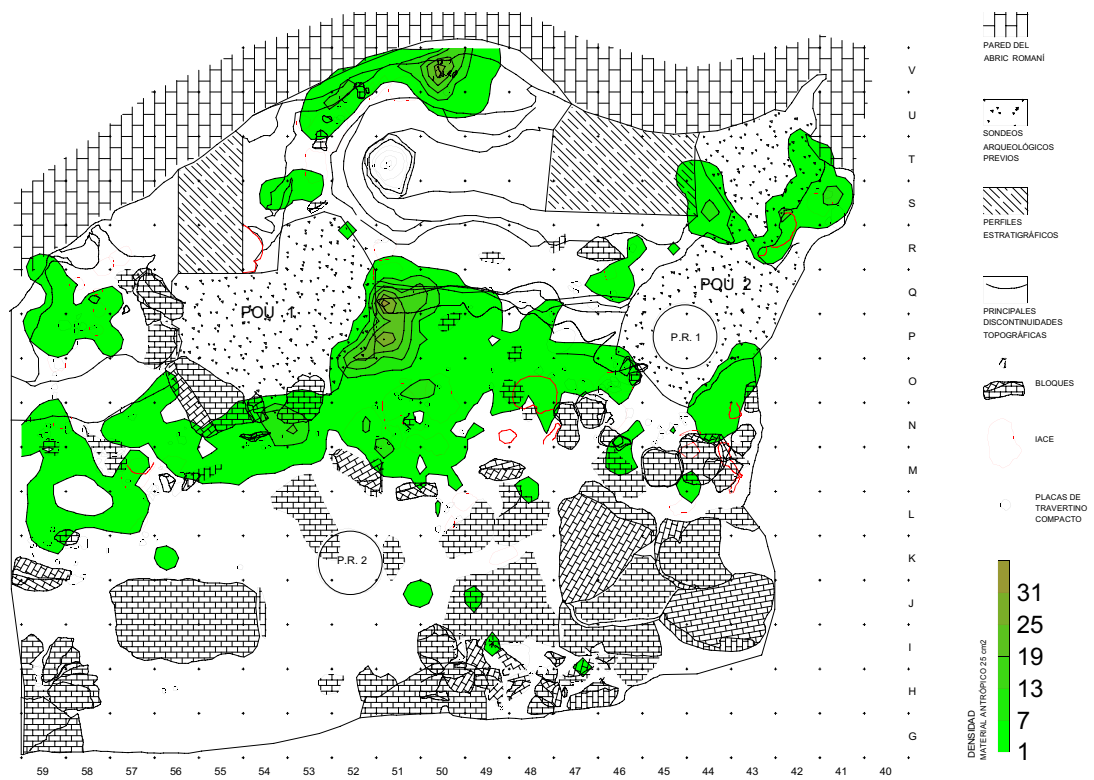 PARED DEL
ABRIC ROMANÍ
V
U
SONDEOS
ARQUEOLÓGICOS
PREVIOS
T
S
PERFILES
ESTRATIGRÁFICOS
R
Q
POU 1
POU 2
PRINCIPALES
DISCONTINUIDADES
TOPOGRÁFICAS
P
P.R. 1
O
BLOQUES
N
IACE
M
PLACAS DE
TRAVERTINO
COMPACTO
L
K
P.R. 2
J
I
H
G
31
25
19
13
7
1
DENSIDAD
MATERIAL ANTRÓPICO 25 cm2
59 58 57 56 55 54 53 52 51 50 49 48 47 46 45 44 43 42 41 40